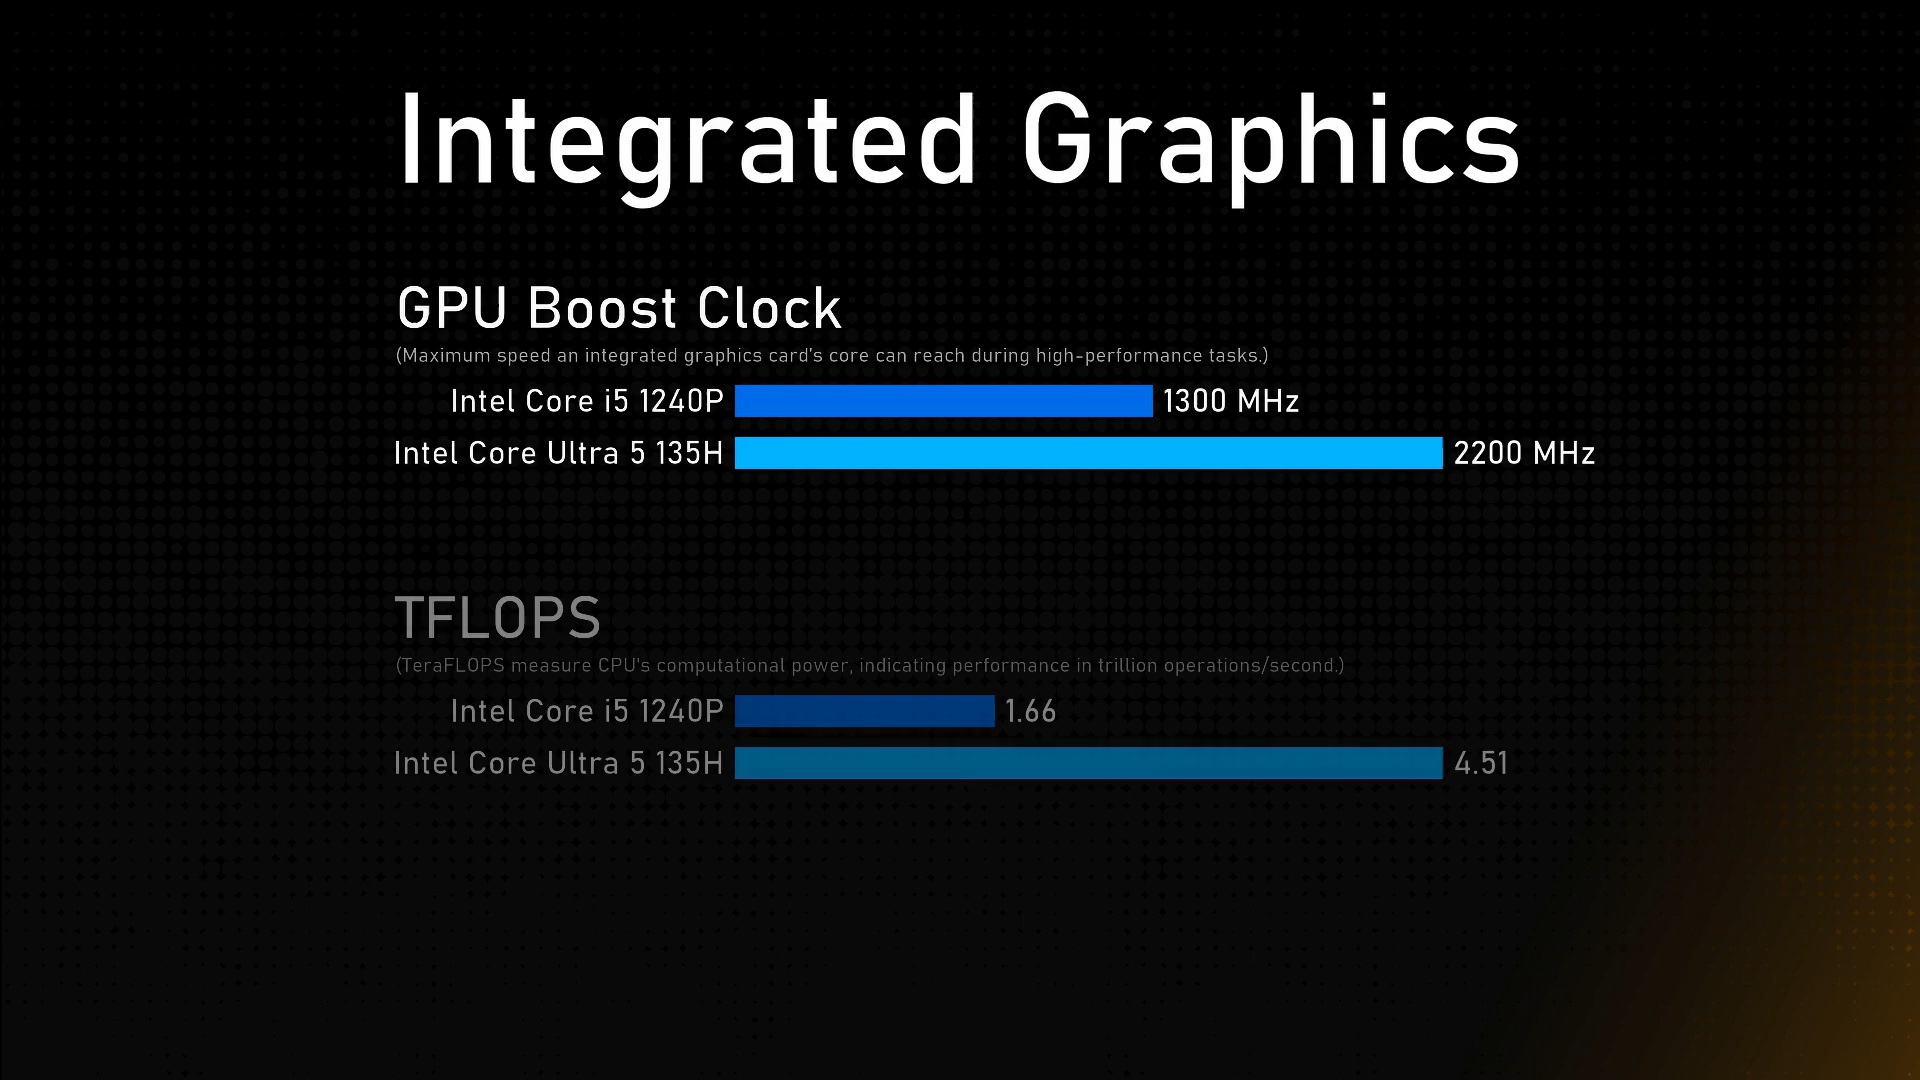 Integrated Graphics
GPU Boost Clock
(Maximum speed an integrated graphics card's core can reach during high-performance tasks.)
Intel Core i5 1240P 1300 MHz
Intel Core Ultra 5 135H 2200 MHz
TFLOPS
(TeraFLOPS measure CPU's computational power, indicating performance in trillion operations/second.)
Intel Core i5 1240P 1.66
Intel Core Ultra 5 135H 4.51